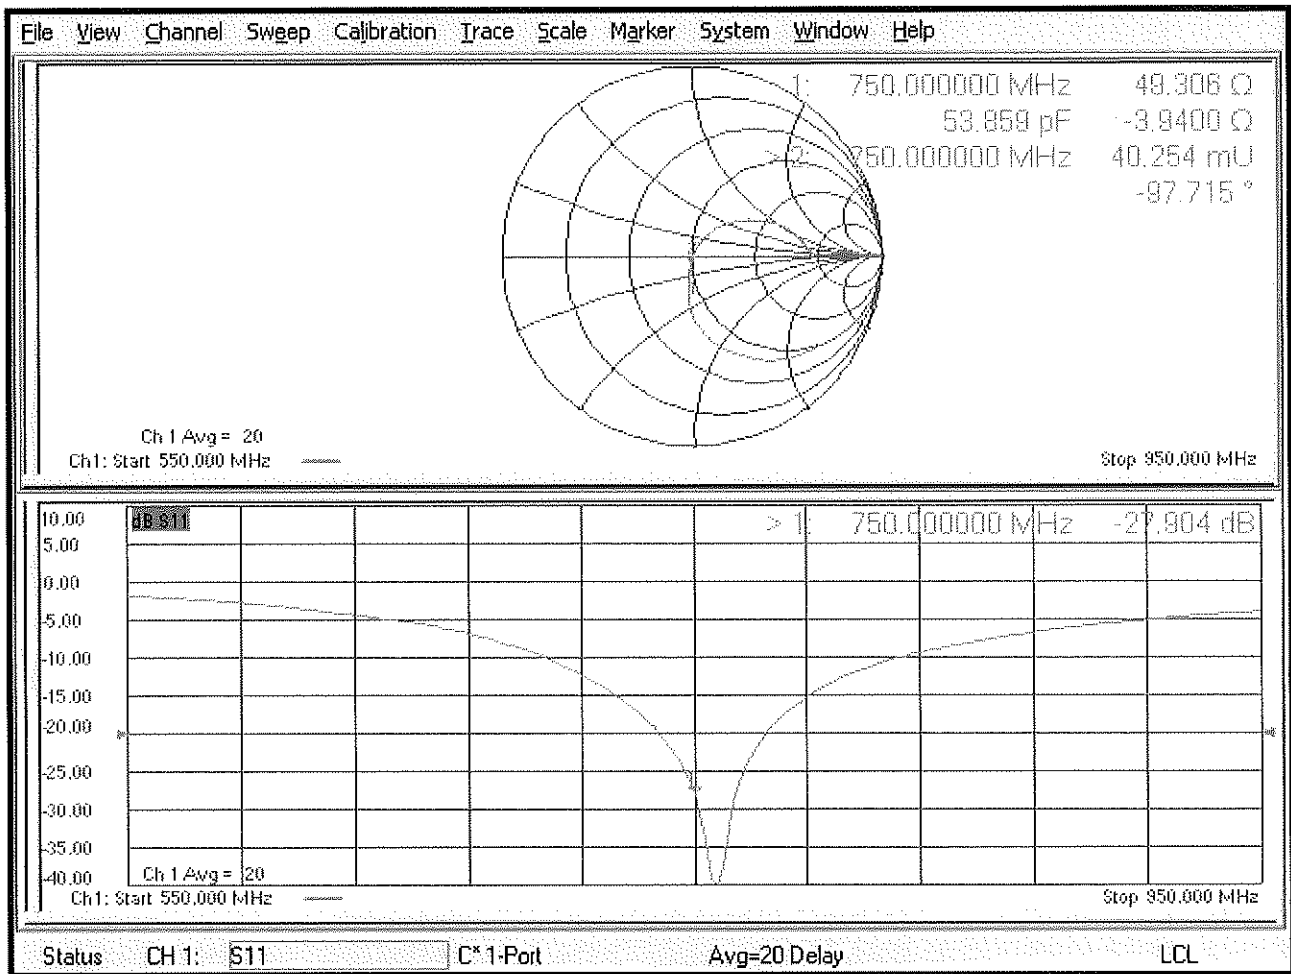 File View Channel Sweep Calibration Trace Scale Marker System Window Help
1: 750.000000 MHz 49.306 Ω
53.859 pF -3.9400 Ω
> 2: 750.000000 MHz 40.254 mU
-97.715 °
Ch 1 Avg = 20
Ch1: Start 550.000 MHz Stop 950.000 MHz
10.00 dB S11 > 1: 750.000000 MHz -27.904 dB
5.00
0.00
-5.00
-10.00
-15.00
-20.00
-25.00
-30.00
-35.00
-40.00 Ch 1 Avg = 20
Ch1: Start 550.000 MHz Stop 950.000 MHz
Status CH 1: S11 C* 1-Port Avg=20 Delay LCL